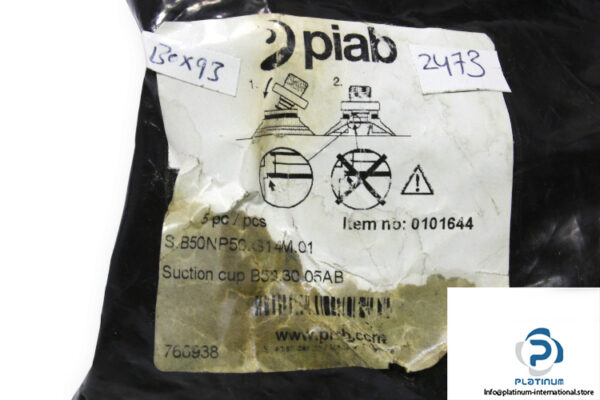 piab
Box93
2473
1.
2.
5 pc / pcs
Item no: 0101644
S.B50NP50.G14M.01
Suction cup B50.30.05AB
www.piab.com
766938
PLATINUM
Info@platinum-international.store